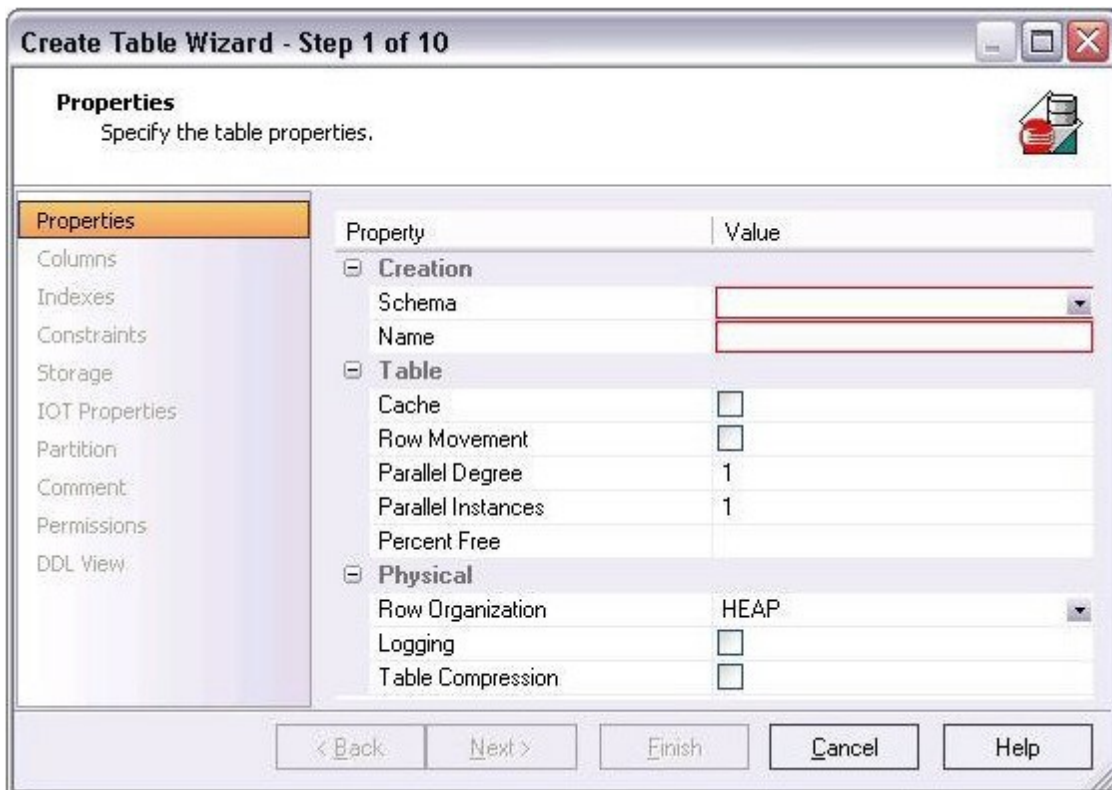 Create Table Wizard - Step 1 of 10
Properties
Specify the table properties.
Properties
Columns
Indexes
Constraints
Storage
IOT Properties
Partition
Comment
Permissions
DDL View
Property Value
Creation
Schema
Name
Table
Cache
Row Movement
Parallel Degree 1
Parallel Instances 1
Percent Free
Physical
Row Organization HEAP
Logging
Table Compression
< Back Next > Finish Cancel Help